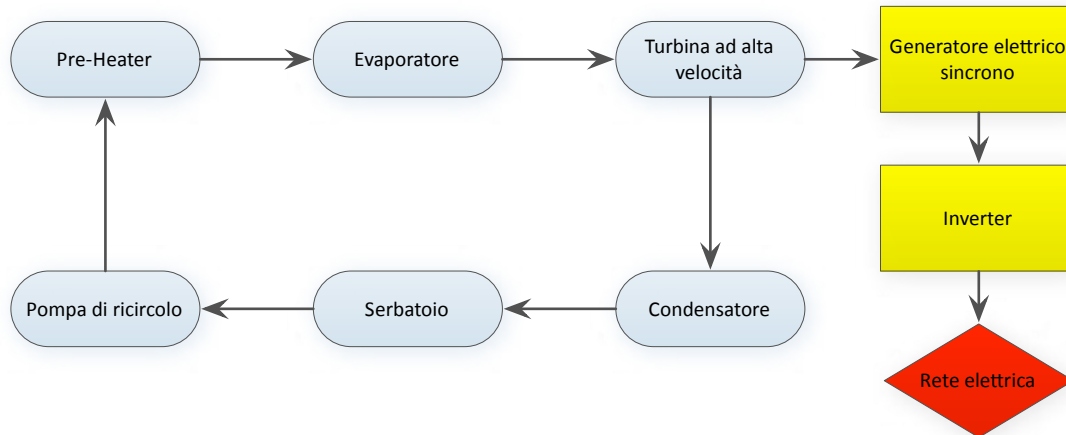 Pre-Heater
Evaporatore
Turbina ad alta
velocità
Generatore elettrico
sincrono
Inverter
Pompa di ricircolo
Serbatoio
Condensatore
Rete elettrica